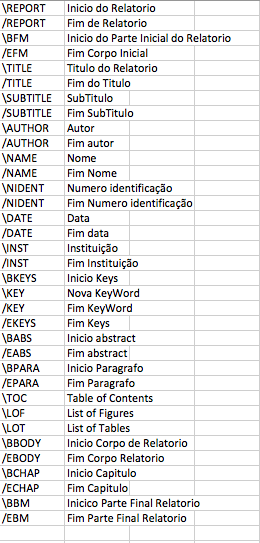 \REPORT Inicio do Relatorio
/REPORT Fim de Relatorio
\BFM Inicio do Parte Inicial do Relatorio
/EFM Fim Corpo Inicial
\TITLE Titulo do Relatorio
/TITLE Fim do Titulo
\SUBTITLE SubTitulo
/SUBTITLE Fim SubTitulo
\AUTHOR Autor
/AUTHOR Fim autor
\NAME Nome
/NAME Fim Nome
\NIDENT Numero identificação
/NIDENT Fim Numero identificação
\DATE Data
/DATE Fim data
\INST Instituição
/INST Fim Instituição
\BKEYS Inicio Keys
\KEY Nova KeyWord
/KEY Fim KeyWord
/EKEYS Fim Keys
\BABS Inicio abstract
/EABS Fim abstract
\BPARA Inicio Paragrafo
/EPARA Fim Paragrafo
\TOC Table of Contents
\LOF List of Figures
\LOT List of Tables
\BBODY Inicio Corpo de Relatorio
/EBODY Fim Corpo Relatorio
\BCHAP Inicio Capitulo
/ECHAP Fim Capitulo
\BBM Inicico Parte Final Relatorio
/EBM Fim Parte Final Relatorio